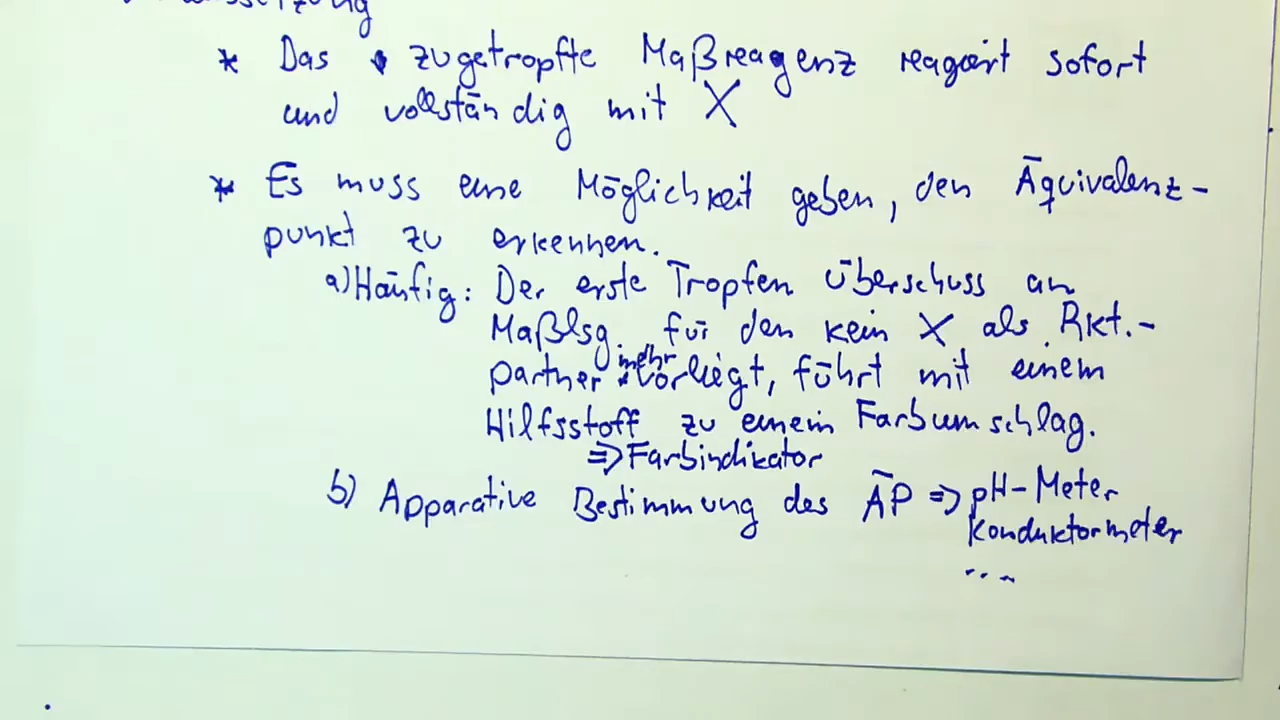 * Das zugetropfte Maßreagenz reagiert sofort
und vollständig mit X
* Es muss eine Möglichkeit geben, den Äquivalenz-
punkt zu erkennen.
a) Häufig: Der erste Tropfen Überschuss an
Maßlsg. für den kein X als Rkt.-
partner mehr vorliegt, führt mit einem
Hilfsstoff zu einem Farbumschlag.
⇒ Farbindikator
b) Apparative Bestimmung des ÄP ⇒ pH-Meter
Konduktormeter
...